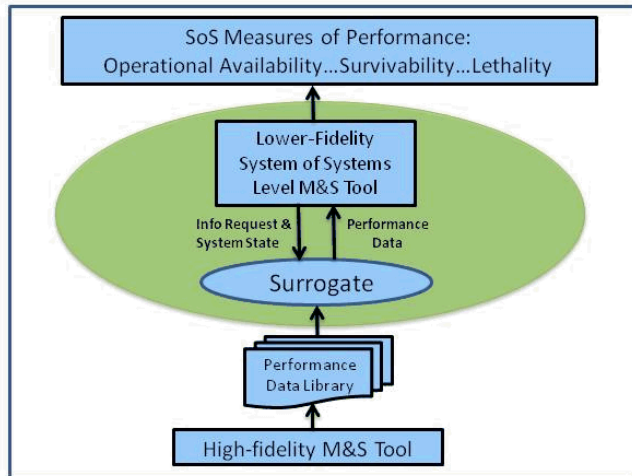 SoS Measures of Performance:
Operational Availability...Survivability...Lethality
Lower-Fidelity
System of Systems
Level M&S Tool
Info Request &
System State
Performance
Data
Surrogate
Performance
Data Library
High-fidelity M&S Tool